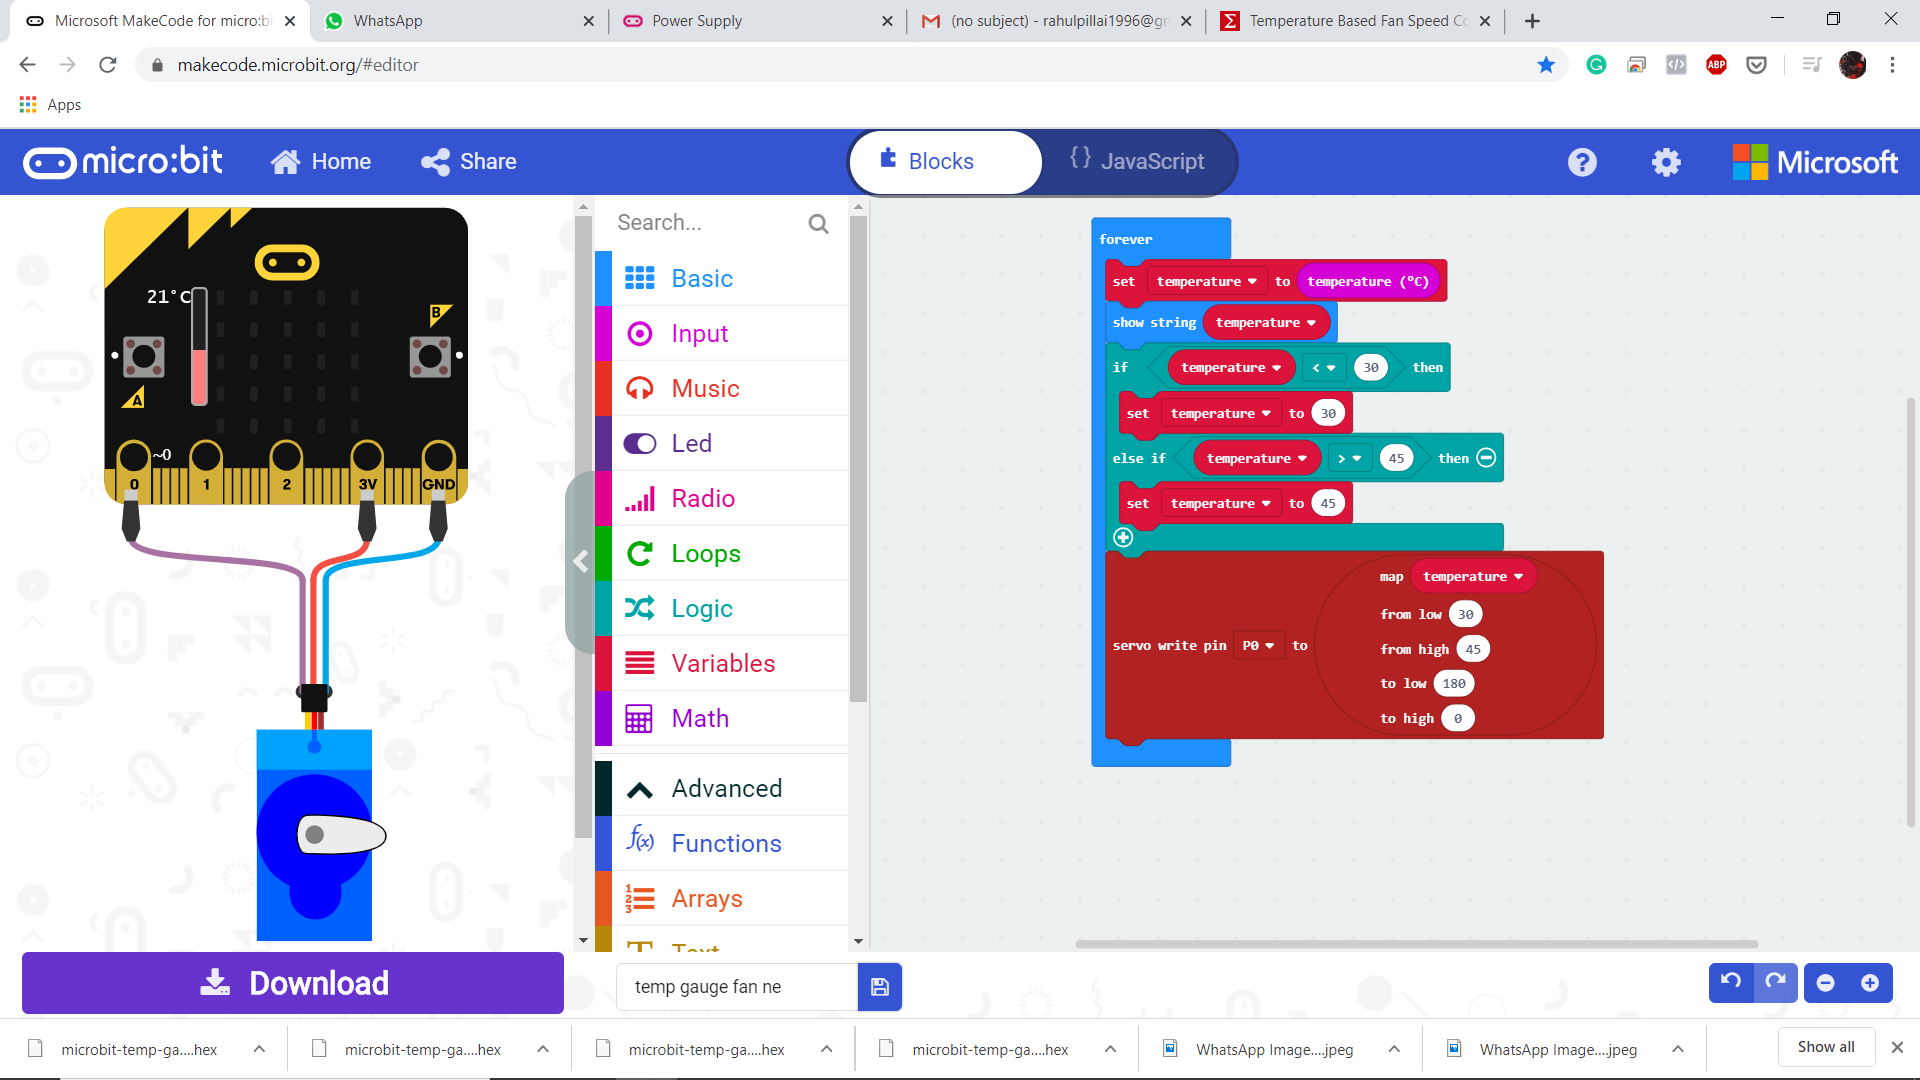 Microsoft MakeCode for micro:bi
WhatsApp
Power Supply
(no subject) - rahulpillai1996@gm
Temperature Based Fan Speed Co
makecode.microbit.org/#editor
ABP
Apps
micro:bit
Home
Share
Blocks
{} JavaScript
?
Microsoft
21°C
B
A
~0
0
1
2
3V
GND
Search...
Basic
Input
Music
Led
Radio
Loops
Logic
Variables
Math
Advanced
f(x) Functions
Arrays
Text
forever
set temperature to temperature (°C)
show string temperature
if temperature < 30 then
set temperature to 30
else if temperature > 45 then
set temperature to 45
servo write pin P0 to
map temperature
from low 30
from high 45
to low 180
to high 0
Download
temp gauge fan ne
microbit-temp-ga....hex
microbit-temp-ga....hex
microbit-temp-ga....hex
microbit-temp-ga....hex
WhatsApp Image....jpeg
WhatsApp Image....jpeg
Show all